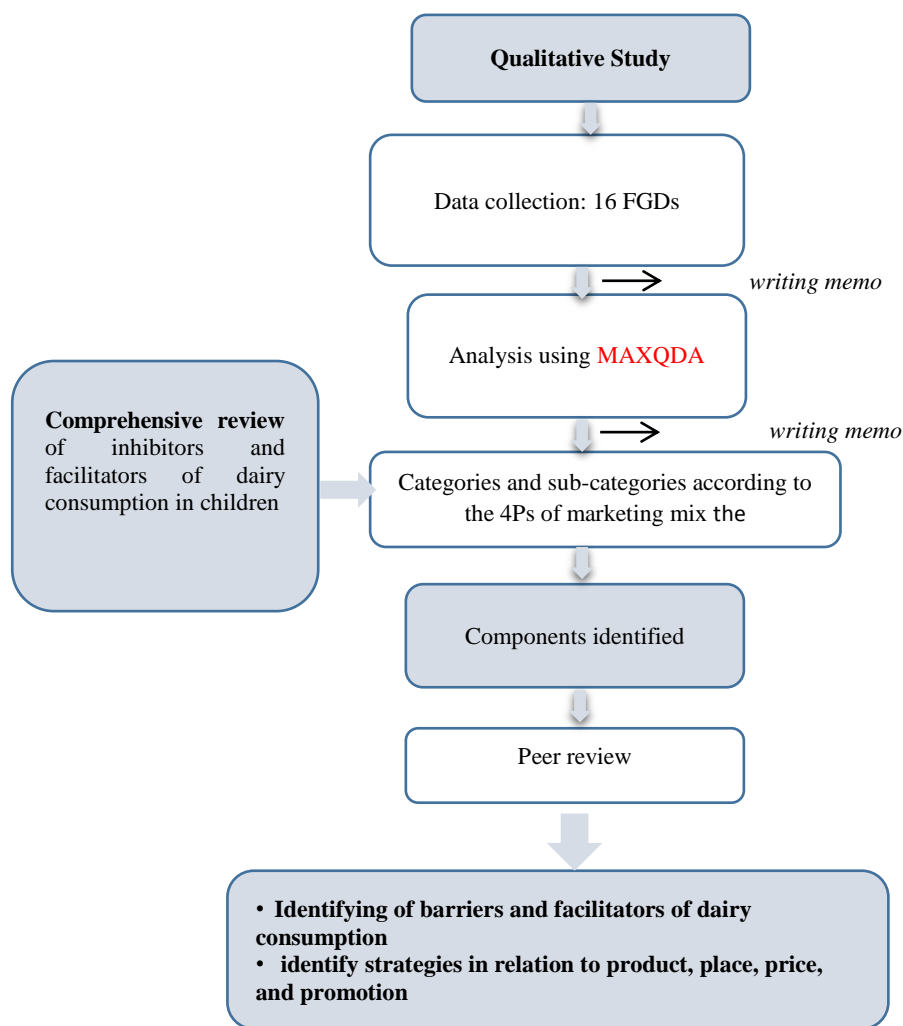 Qualitative Study
Data collection: 16 FGDs
writing memo
Analysis using MAXQDA
writing memo
Comprehensive review
of inhibitors and
facilitators of dairy
consumption in children
Categories and sub-categories according to
the 4Ps of marketing mix the
Components identified
Peer review
• Identifying of barriers and facilitators of dairy
consumption
• identify strategies in relation to product, place, price,
and promotion